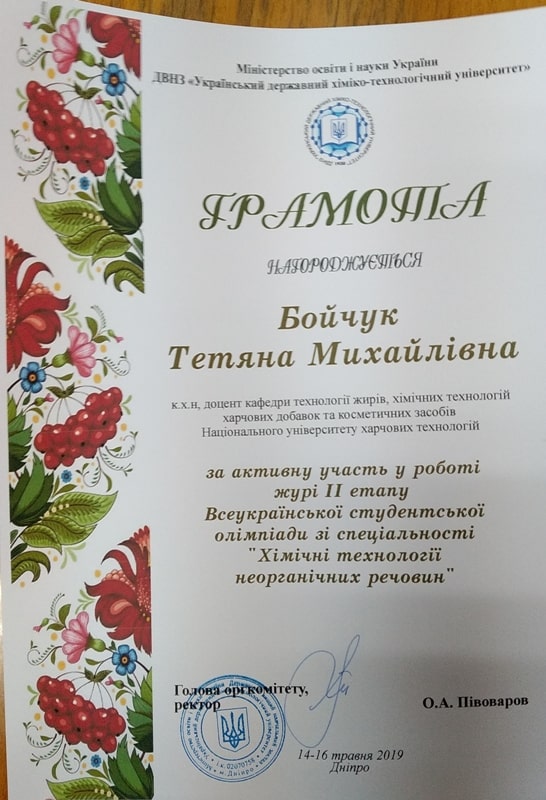 Міністерство освіти і науки України
ДВНЗ «Український державний хіміко-технологічний університет»
ГРАМОТА
НАГОРОДЖУЄТЬСЯ
Бойчук
Тетяна Михайлівна
к.х.н, доцент кафедри технології жирів, хімічних технологій
харчових добавок та косметичних засобів
Національного університету харчових технологій
за активну участь у роботі
журі ІІ етапу
Всеукраїнської студентської
олімпіади зі спеціальності
"Хімічні технології
неорганічних речовин"
Голова оргкомітету,
ректор
О.А. Півоваров
14-16 травня 2019
Дніпро